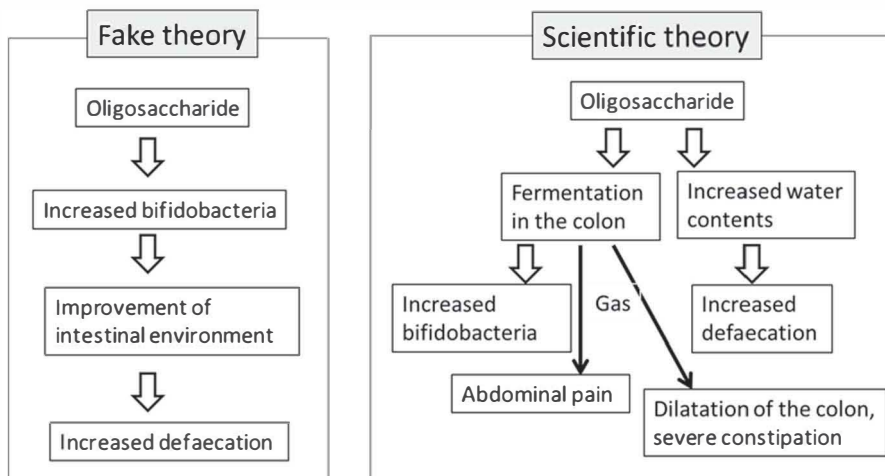 Fake theory
Oligosaccharide
Increased bifidobacteria
Improvement of
intestinal environment
Increased defaecation
Scientific theory
Oligosaccharide
Fermentation
in the colon
Increased water
contents
Increased
bifidobacteria
Gas
Increased
defaecation
Abdominal pain
Dilatation of the colon,
severe constipation